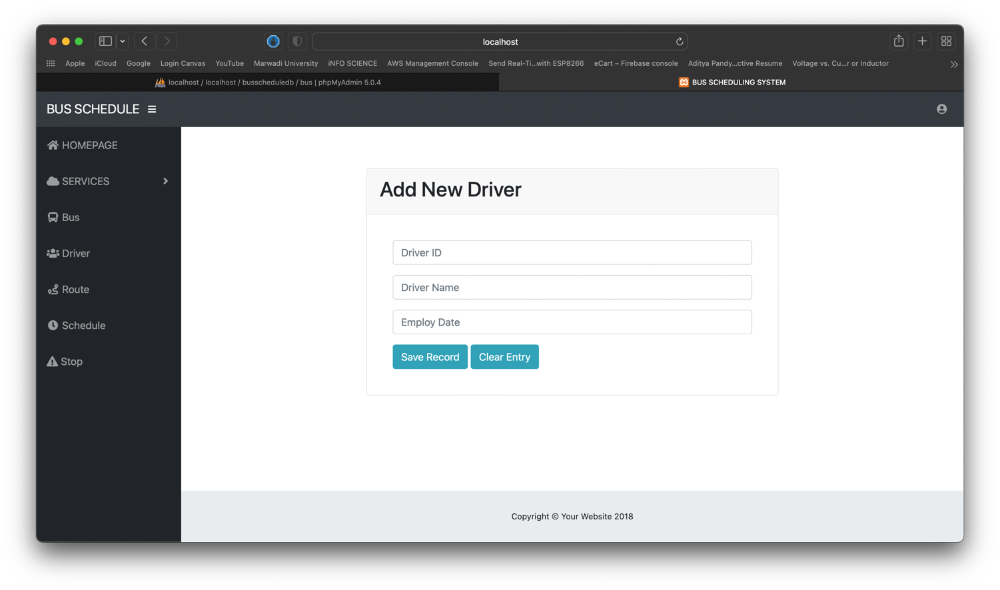 localhost
Apple iCloud Google Login Canvas YouTube Marwadi University iNFO SCIENCE AWS Management Console Send Real-Ti...with ESP8266 eCart – Firebase console Aditya Pandy...ctive Resume Voltage vs. Cu...r or Inductor
localhost / localhost / busscheduledb / bus | phpMyAdmin 5.0.4 BUS SCHEDULING SYSTEM
BUS SCHEDULE
HOMEPAGE
SERVICES
Bus
Driver
Route
Schedule
Stop
Add New Driver
Driver ID
Driver Name
Employ Date
Save Record Clear Entry
Copyright © Your Website 2018